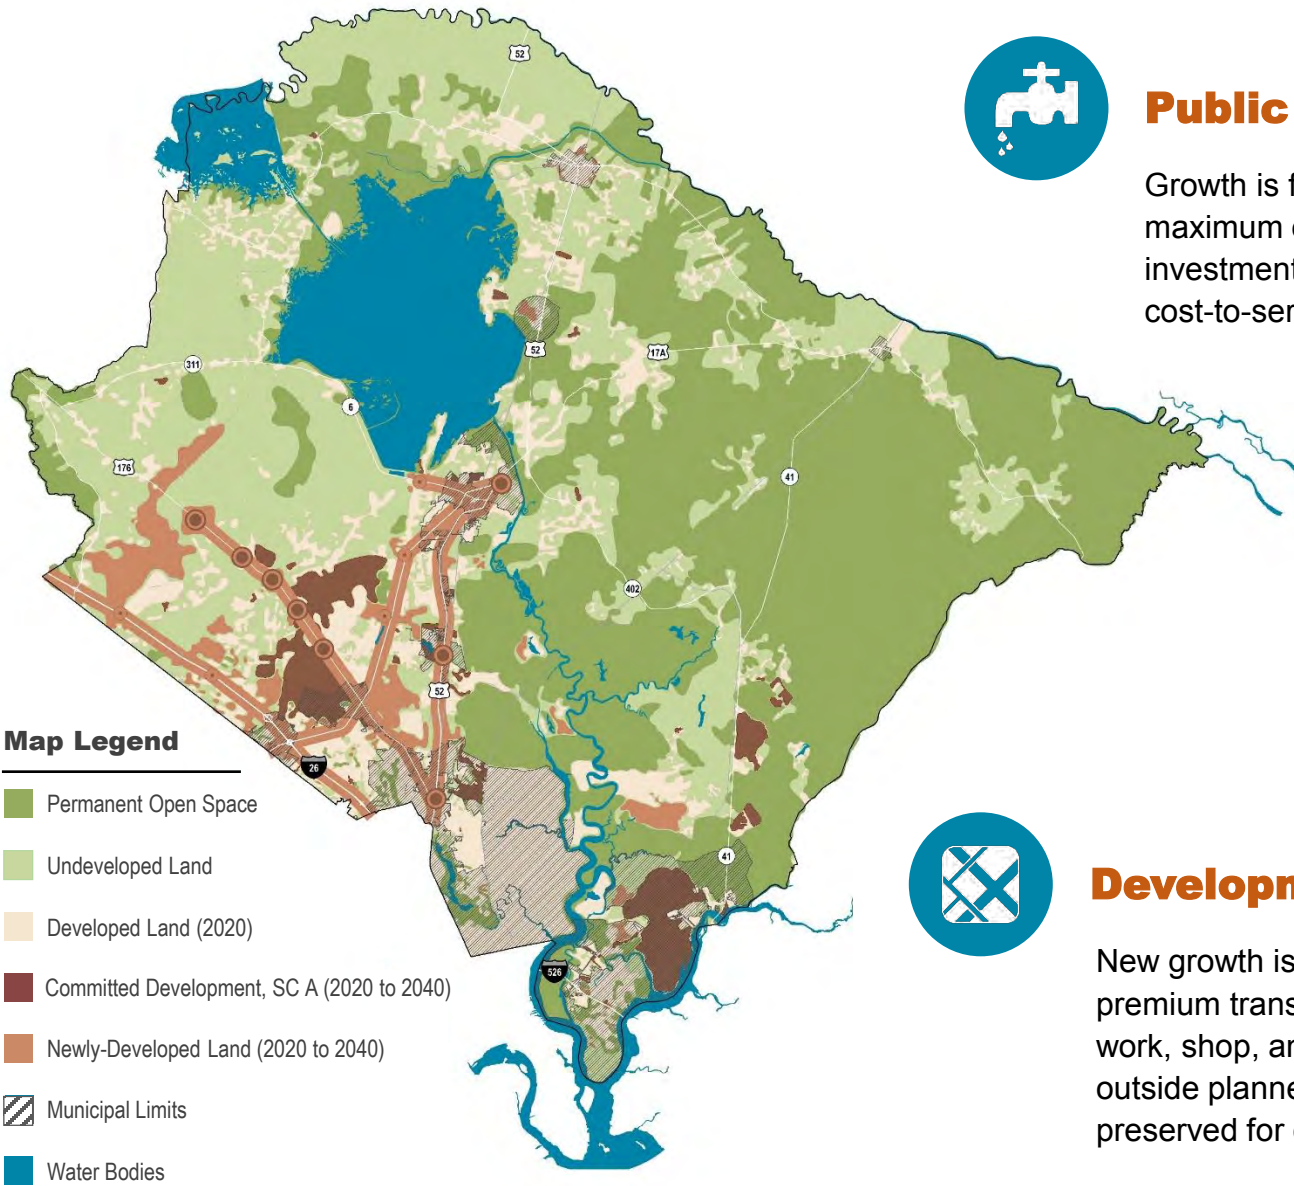 52
Public
Growth is f
maximum
investment
cost-to-ser
52
17A
311
6
176
41
402
52
Map Legend
26
Permanent Open Space
Undeveloped Land
41
Developed Land (2020)
Developm
526
Committed Development, SC A (2020 to 2040)
New growth is
premium trans
Newly-Developed Land (2020 to 2040)
work, shop, an
outside planne
Municipal Limits
preserved for
Water Bodies